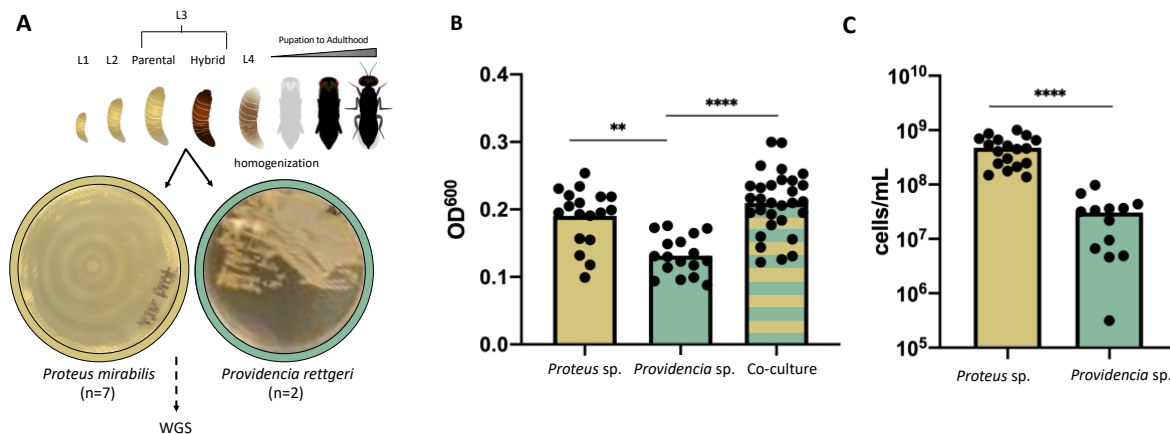 A
L3
L1
L2
Parental
Hybrid
L4
Pupation to Adulthood
homogenization
Proteus mirabilis
(n=7)
Providencia rettgeri
(n=2)
WGS
B
OD600
0.4
0.3
0.2
0.1
0.0
**
****
Proteus sp.
Providencia sp.
Co-culture
C
cells/mL
10^10
10^9
10^8
10^7
10^6
10^5
****
Proteus sp.
Providencia sp.